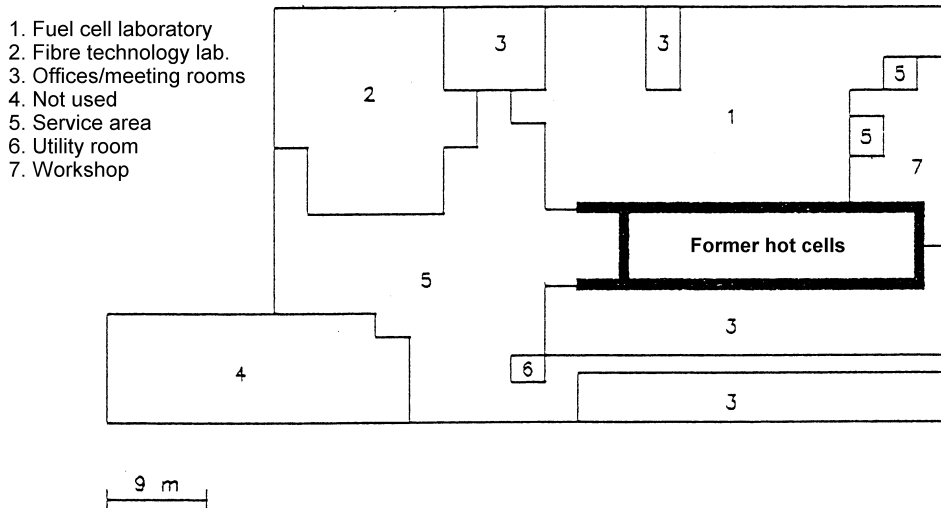 1. Fuel cell laboratory
2. Fibre technology lab.
3. Offices/meeting rooms
4. Not used
5. Service area
6. Utility room
7. Workshop
3
3
2
5
1
5
7
Former hot cells
5
3
6
4
3
9 m